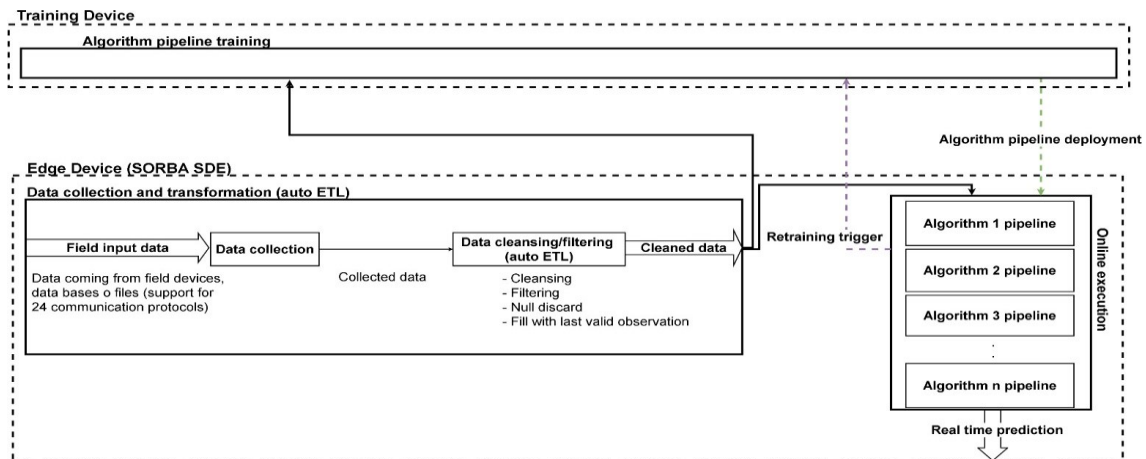 Training Device
Algorithm pipeline training
Algorithm pipeline deployment
Edge Device (SORBA SDE)
Data collection and transformation (auto ETL)
Field input data
Data collection
Data cleansing/filtering
(auto ETL)
Cleaned data
Data coming from field devices,
data bases o files (support for
24 communication protocols)
Collected data
- Cleansing
- Filtering
- Null discard
- Fill with last valid observation
Retraining trigger
Algorithm 1 pipeline
Algorithm 2 pipeline
Algorithm 3 pipeline
:
Algorithm n pipeline
Online execution
Real time prediction